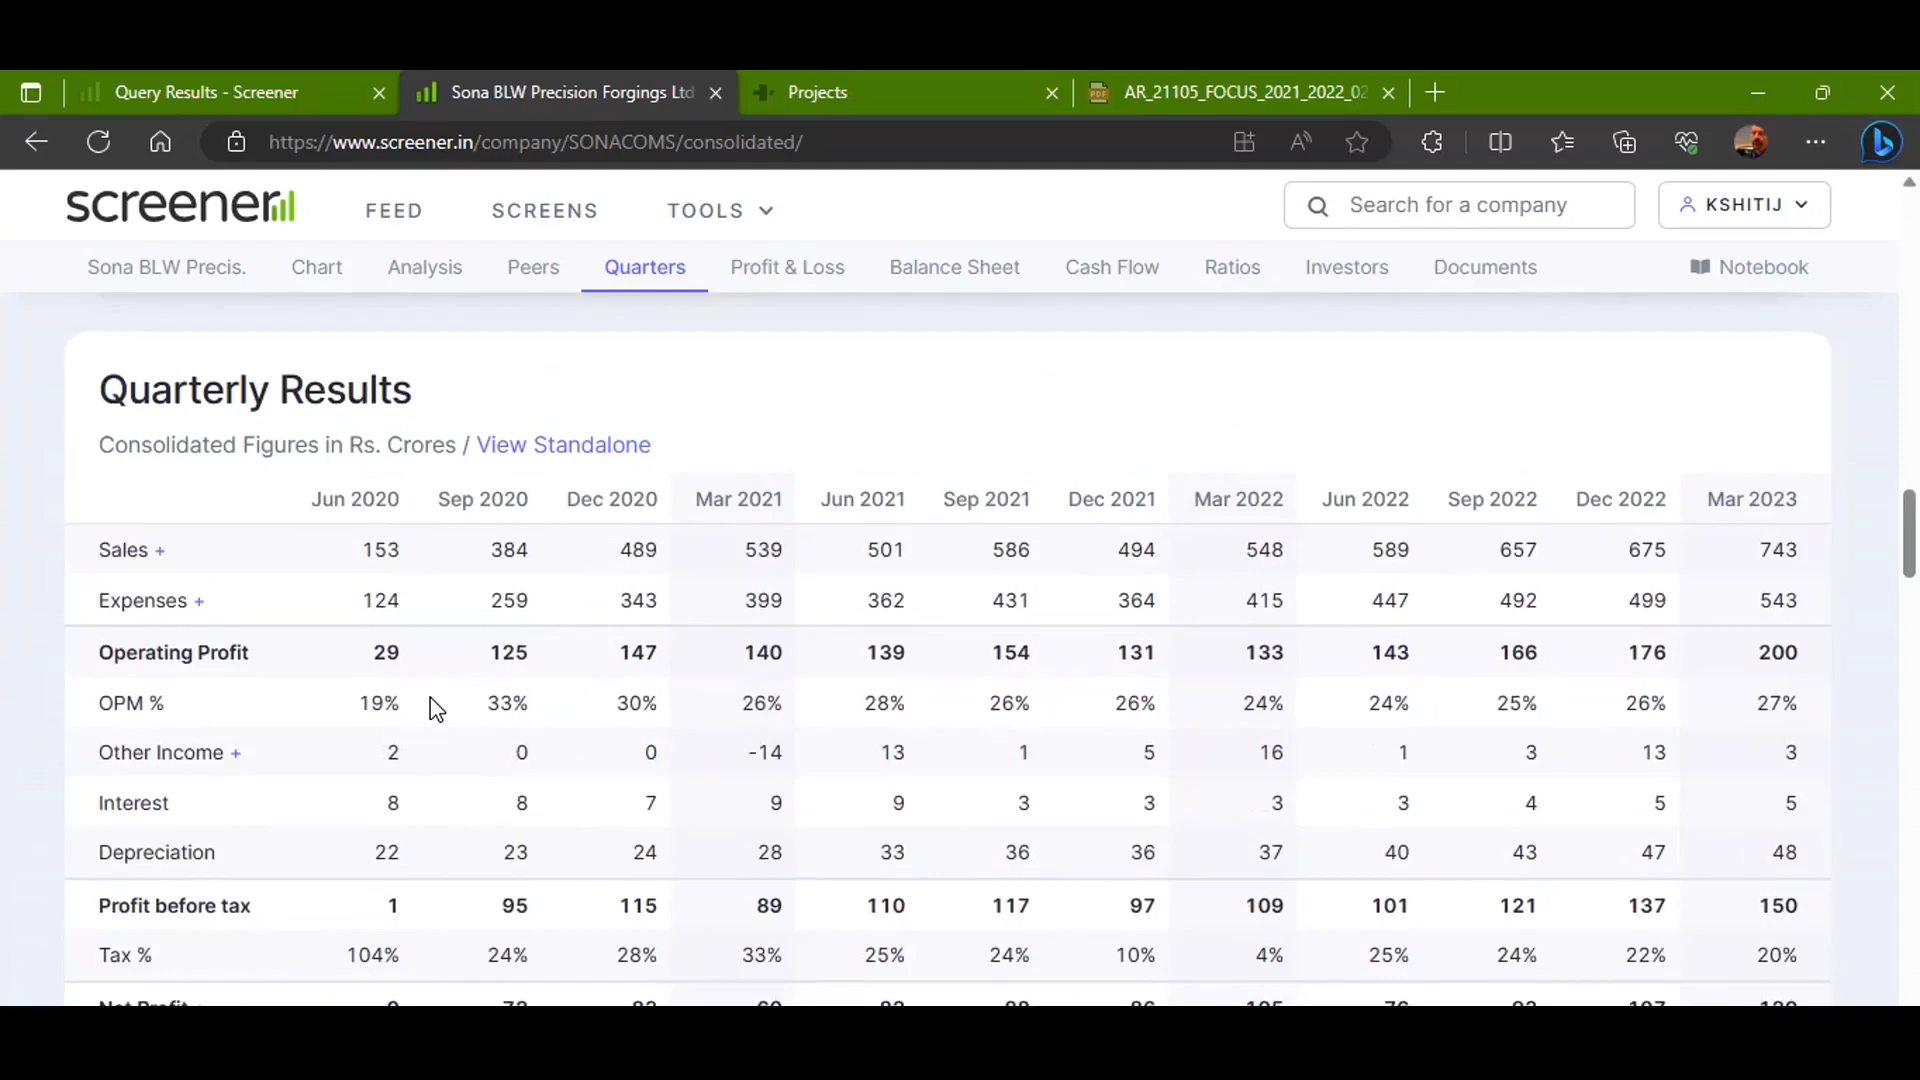 Query Results - Screener
Sona BLW Precision Forgings Ltd
Projects
AR_21105_FOCUS_2021_2022_02
https://www.screener.in/company/SONACOMS/consolidated/
screener
FEED
SCREENS
TOOLS
Search for a company
KSHITIJ
Sona BLW Precis. Chart Analysis Peers Quarters Profit & Loss Balance Sheet Cash Flow Ratios Investors Documents Notebook
Quarterly Results
Consolidated Figures in Rs. Crores / View Standalone
Jun 2020 Sep 2020 Dec 2020 Mar 2021 Jun 2021 Sep 2021 Dec 2021 Mar 2022 Jun 2022 Sep 2022 Dec 2022 Mar 2023
Sales + 153 384 489 539 501 586 494 548 589 657 675 743
Expenses + 124 259 343 399 362 431 364 415 447 492 499 543
Operating Profit 29 125 147 140 139 154 131 133 143 166 176 200
OPM % 19% 33% 30% 26% 28% 26% 26% 24% 24% 25% 26% 27%
Other Income + 2 0 0 -14 13 1 5 16 1 3 13 3
Interest 8 8 7 9 9 3 3 3 3 4 5 5
Depreciation 22 23 24 28 33 36 36 37 40 43 47 48
Profit before tax 1 95 115 89 110 117 97 109 101 121 137 150
Tax % 104% 24% 28% 33% 25% 24% 10% 4% 25% 24% 22% 20%
Net Profit